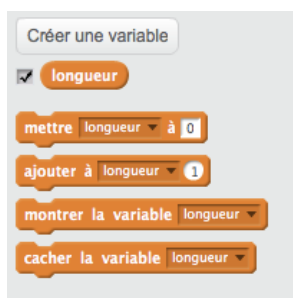 Créer une variable
longueur
mettre longueur à 0
ajouter à longueur 1
montrer la variable longueur
cacher la variable longueur